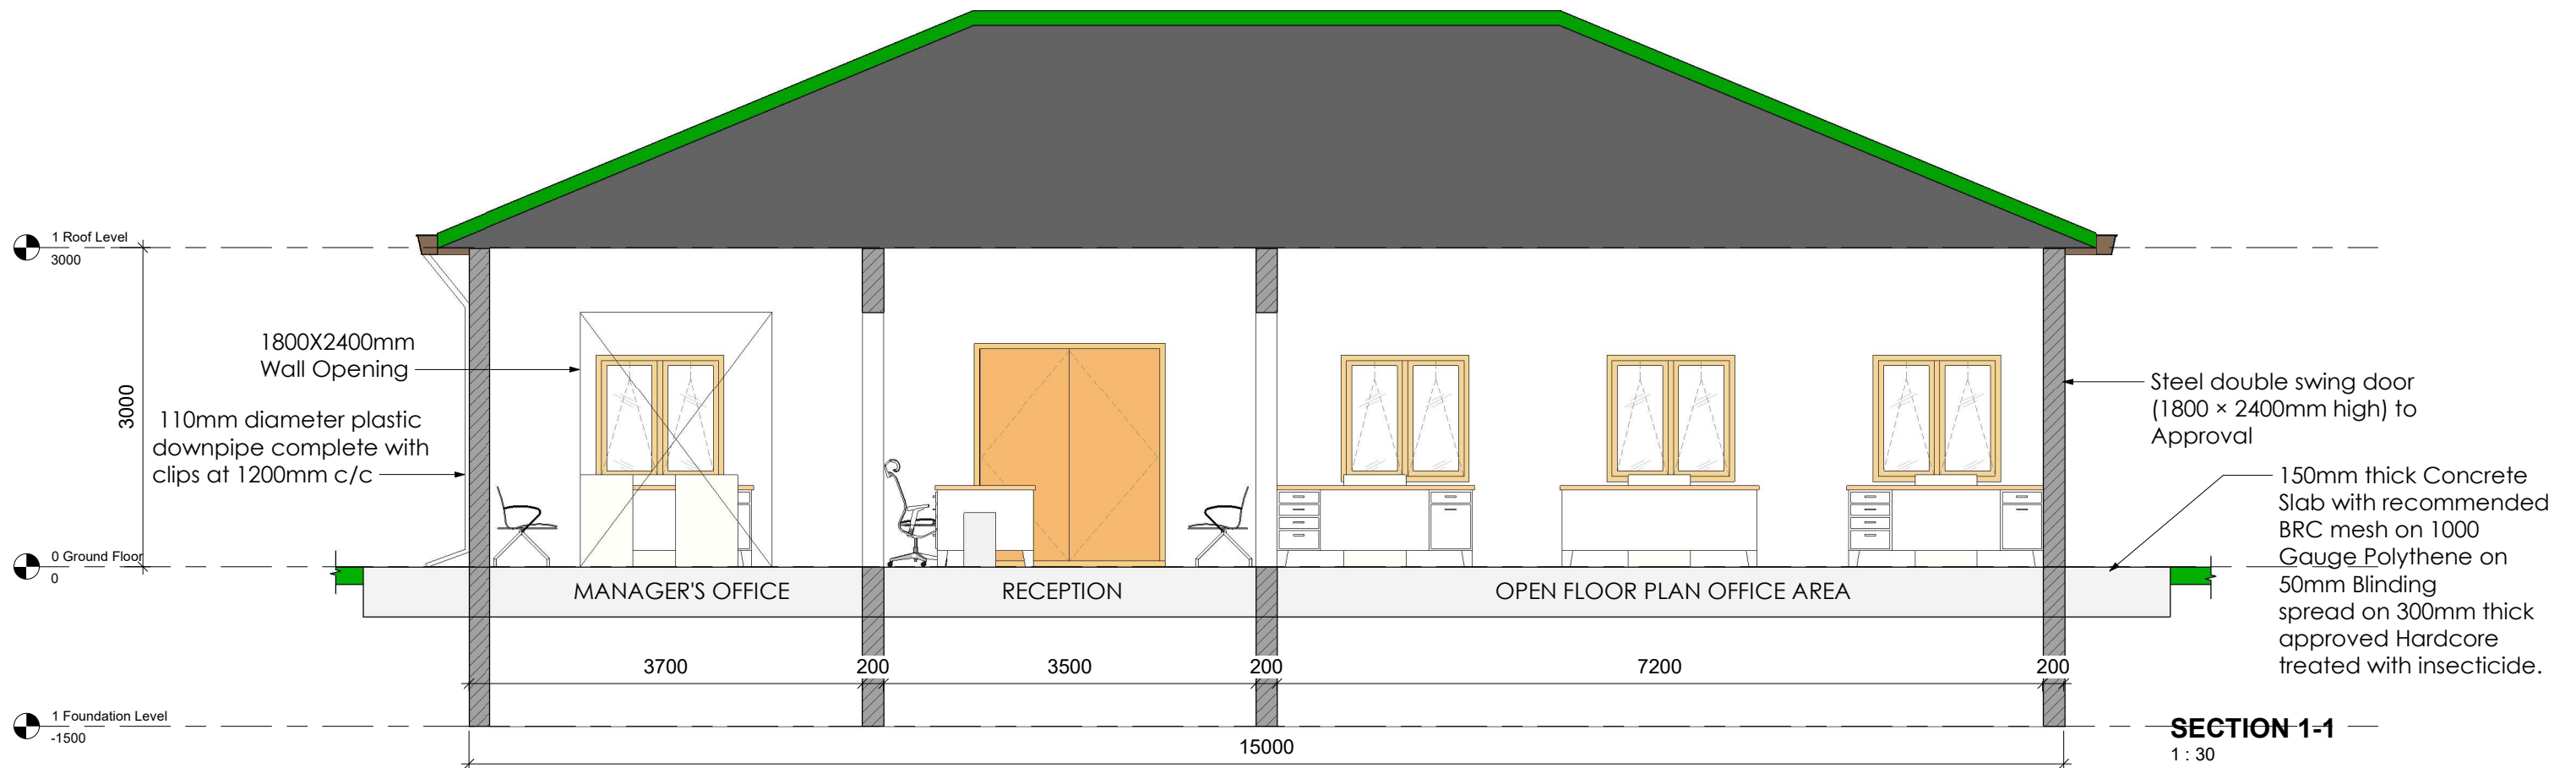 1 Roof Level
3000
1800X2400mm
Wall Opening
3000
110mm diameter plastic
downpipe complete with
clips at 1200mm c/c
Steel double swing door
(1800 × 2400mm high) to
Approval
150mm thick Concrete
Slab with recommended
BRC mesh on 1000
Gauge Polythene on
50mm Blinding
spread on 300mm thick
approved Hardcore
treated with insecticide.
0 Ground Floor
0
MANAGER'S OFFICE
RECEPTION
OPEN FLOOR PLAN OFFICE AREA
3700
200
3500
200
7200
200
1 Foundation Level
-1500
15000
SECTION 1-1
1 : 30